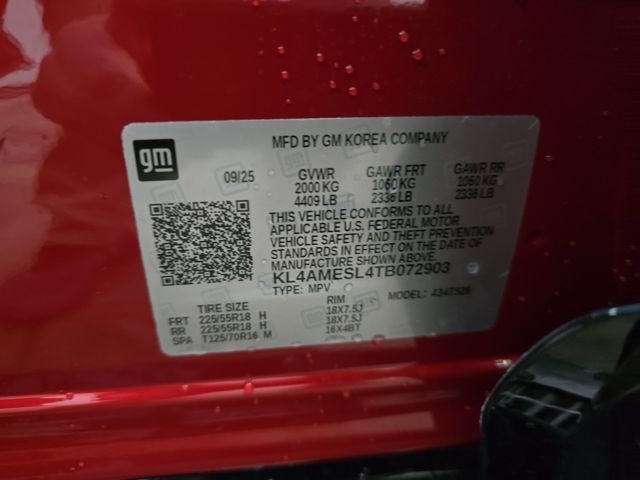 gm
MFD BY GM KOREA COMPANY
09/25 GVWR GAWR FRT GAWR RR
2000 KG 1060 KG 1060 KG
4409 LB 2336 LB 2336 LB
THIS VEHICLE CONFORMS TO ALL
APPLICABLE U.S. FEDERAL MOTOR
VEHICLE SAFETY AND THEFT PREVENTION
STANDARDS IN EFFECT ON THE DATE OF
MANUFACTURE SHOWN ABOVE.
KL4AMESL4TB072903
TYPE: MPV MODEL: 434TS26
TIRE SIZE RIM
FRT 225/55R18 H 18X7.5J
RR 225/55R18 H 18X7.5J
SPA T125/70R16 M 16X4BT